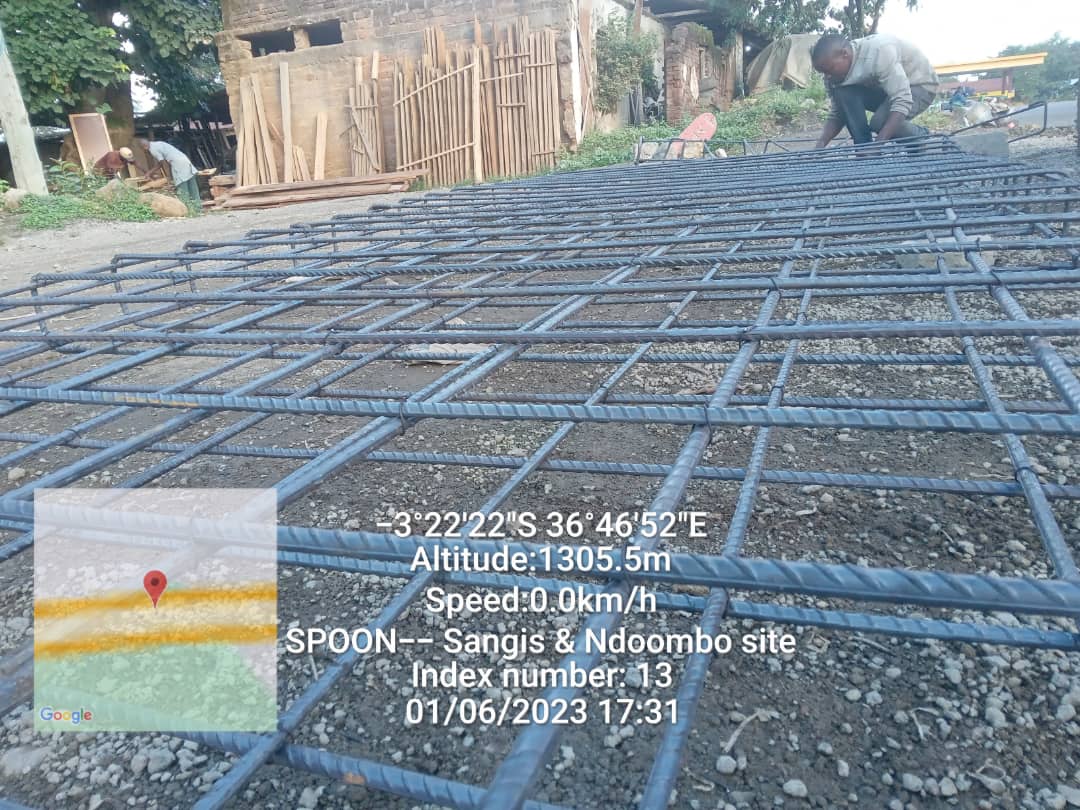 −3°22'22"S 36°46'52"E
Altitude:1305.5m
Speed:0.0km/h
SPOON−− Sangis & Ndoombo site
Index number: 13
01/06/2023 17:31
Google